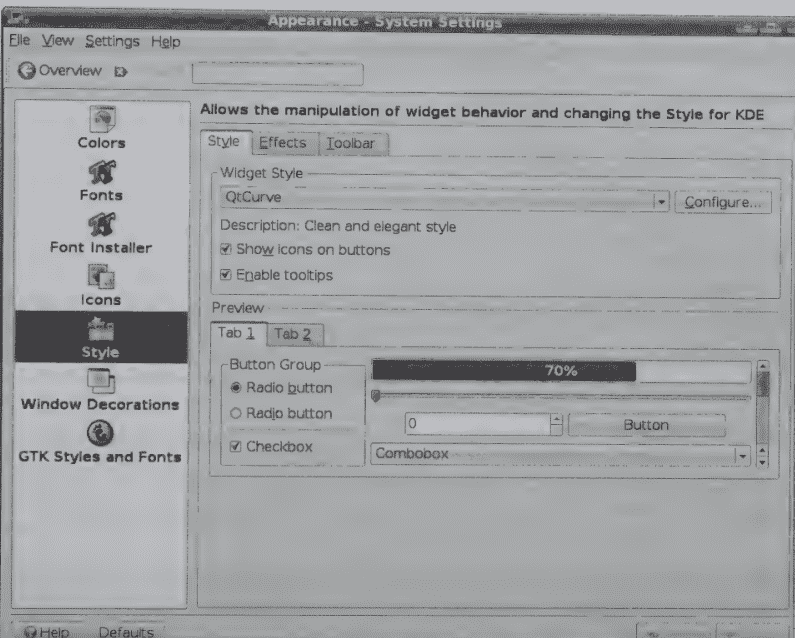 Appearance - System Settings
File View Settings Help
Overview
Allows the manipulation of widget behavior and changing the Style for KDE
Colors
Fonts
Font Installer
Icons
Style
Window Decorations
GTK Styles and Fonts
Style Effects Toolbar
Widget Style
QtCurve Configure...
Description: Clean and elegant style
Show icons on buttons
Enable tooltips
Preview
Tab 1 Tab 2
Button Group
Radio button
Radio button
Checkbox
70%
0 Button
Combobox
Help Defaults